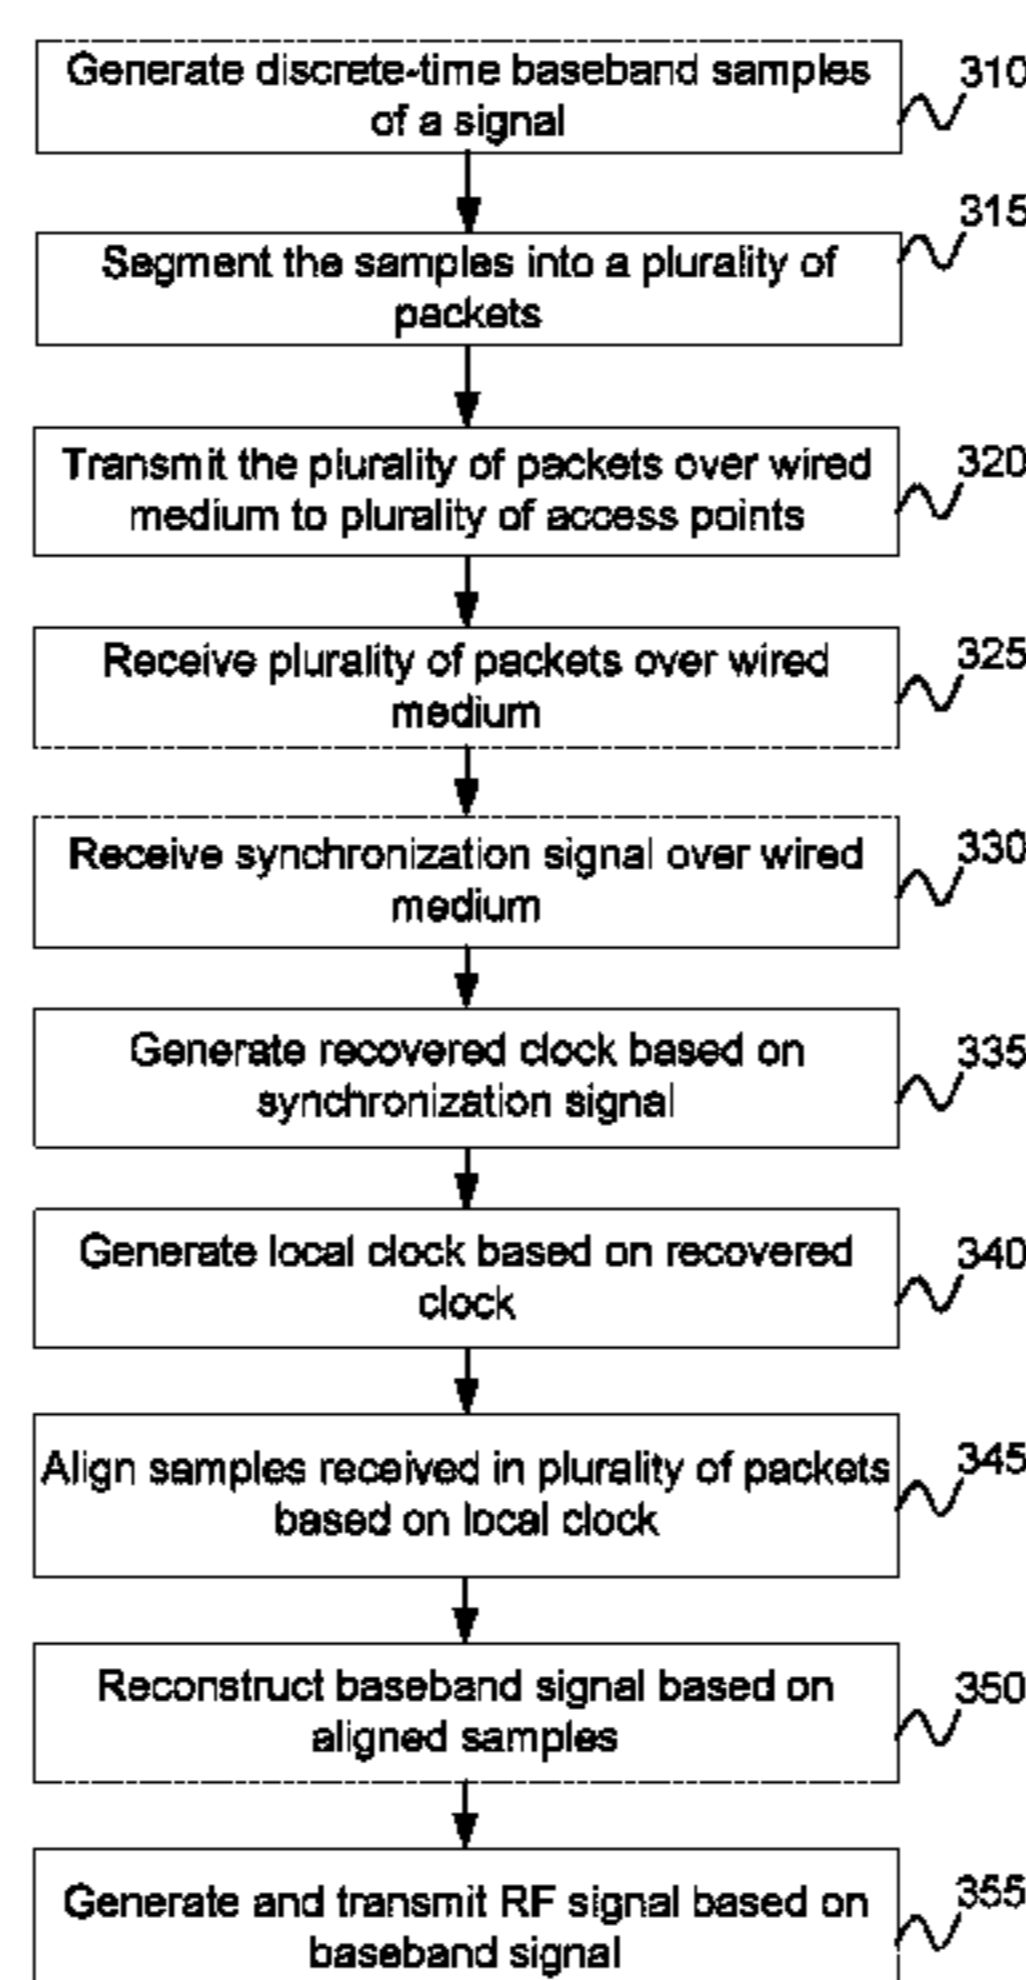 Generate discrete-time baseband samples
of a signal
310
Segment the samples into a plurality of
packets
315
Transmit the plurality of packets over wired
medium to plurality of access points
320
Receive plurality of packets over wired
medium
325
Receive synchronization signal over wired
medium
330
Generate recovered clock based on
synchronization signal
335
Generate local clock based on recovered
clock
340
Align samples received in plurality of packets
based on local clock
345
Reconstruct baseband signal based on
aligned samples
350
Generate and transmit RF signal based on
baseband signal
355